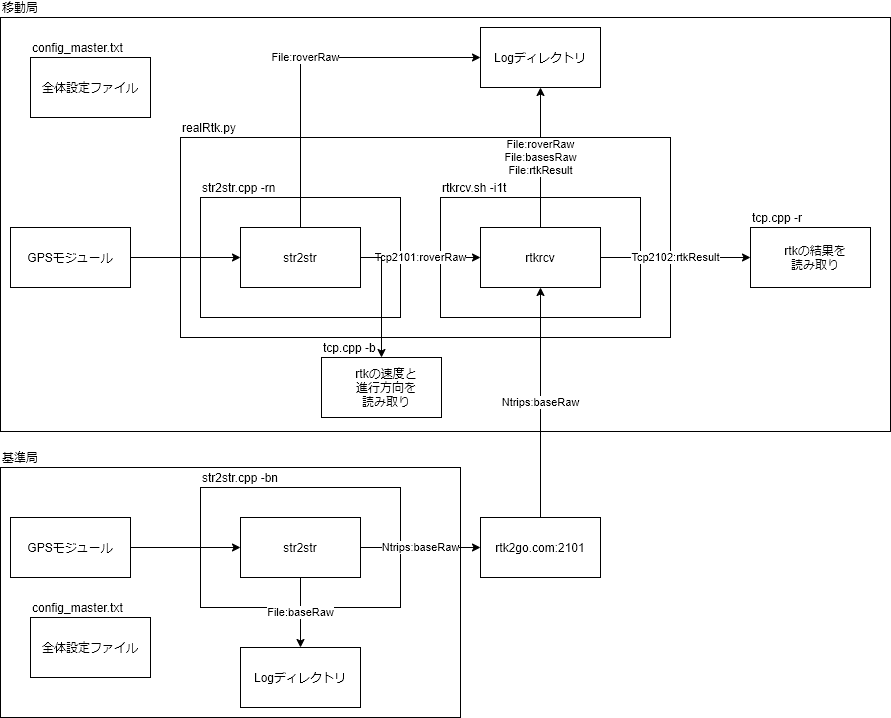 移動局
config_master.txt
全体設定ファイル
File:roverRaw
Logディレクトリ
realRtk.py
File:roverRaw
File:basesRaw
File:rtkResult
str2str.cpp -rn
rtkrcv.sh -i1t
tcp.cpp -r
GPSモジュール
str2str
Tcp2101:roverRaw
rtkrcv
Tcp2102:rtkResult
rtkの結果を
読み取り
tcp.cpp -b
rtkの速度と
進行方向を
読み取り
Ntrips:baseRaw
基準局
str2str.cpp -bn
GPSモジュール
str2str
Ntrips:baseRaw
rtk2go.com:2101
config_master.txt
全体設定ファイル
File:baseRaw
Logディレクトリ